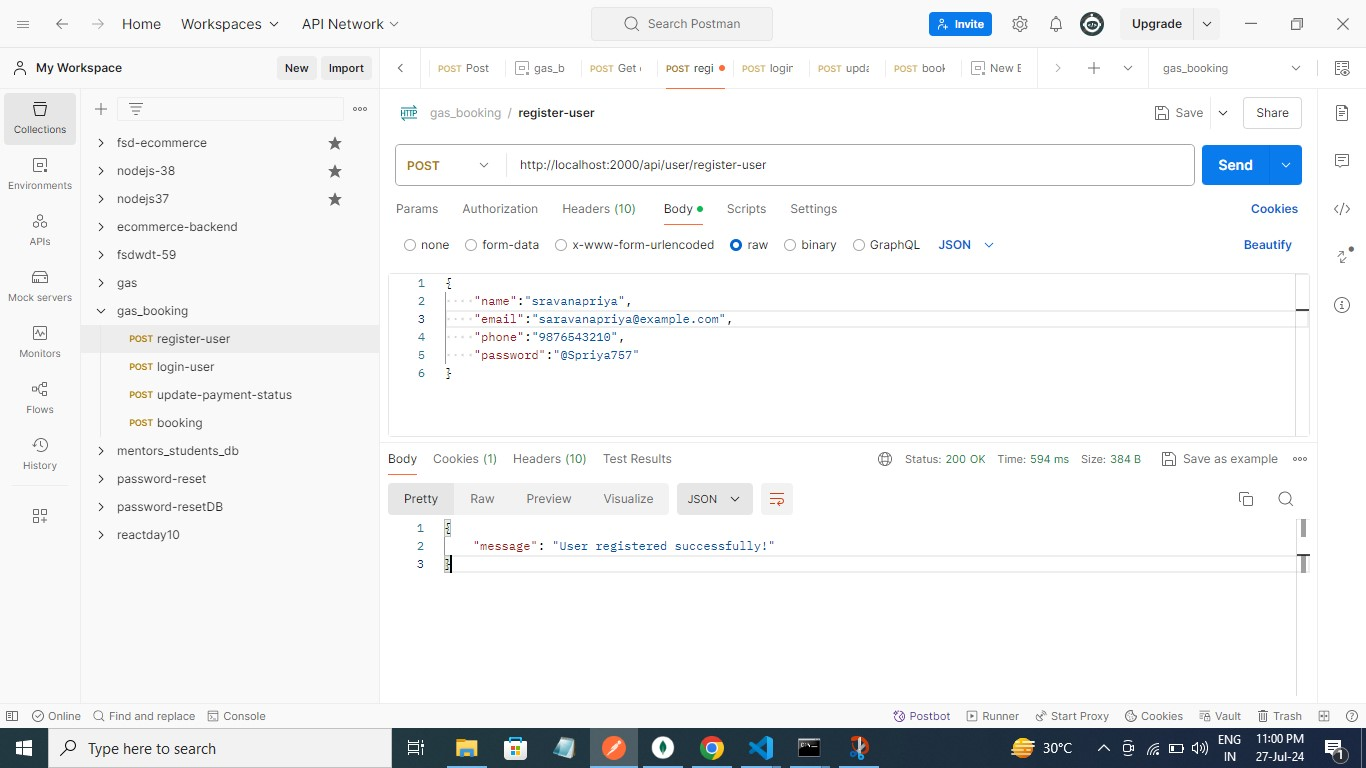 Home
Workspaces
API Network
Search Postman
Invite
Upgrade
My Workspace
New
Import
POST Post
gas_b
POST Get
POST regi
POST login
POST upda
POST book
New E
gas_booking
Collections
Environments
APIs
Mock servers
Monitors
Flows
History
fsd-ecommerce
nodejs-38
nodejs37
ecommerce-backend
fsdwdt-59
gas
gas_booking
POST register-user
POST login-user
POST update-payment-status
POST booking
mentors_students_db
password-reset
password-resetDB
reactday10
HTTP gas_booking / register-user
Save
Share
POST
http://localhost:2000/api/user/register-user
Send
Params Authorization Headers (10) Body Scripts Settings
Cookies
none form-data x-www-form-urlencoded raw binary GraphQL JSON
Beautify
1 {
2 "name":"sravanapriya",
3 "email":"saravanapriya@example.com",
4 "phone":"9876543210",
5 "password":"@Spriya757"
6 }
Body Cookies (1) Headers (10) Test Results
Status: 200 OK Time: 594 ms Size: 384 B
Save as example
Pretty Raw Preview Visualize JSON
1 {
2 "message": "User registered successfully!"
3 }
Online Find and replace Console
Postbot Runner Start Proxy Cookies Vault Trash
Type here to search
30°C
ENG
IN
11:00 PM
27-Jul-24
1